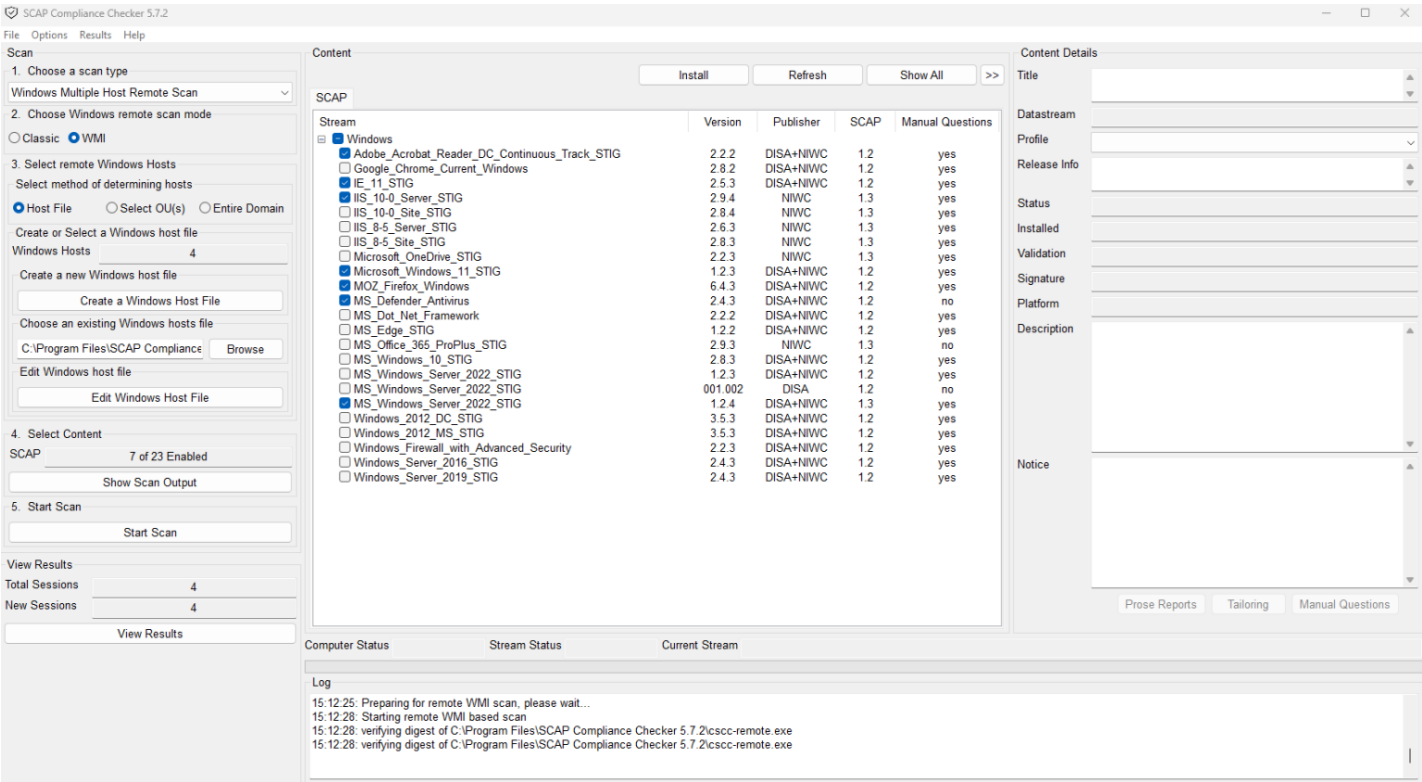 SCAP Compliance Checker 5.7.2
File Options Results Help
Scan
1. Choose a scan type
Windows Multiple Host Remote Scan
2. Choose Windows remote scan mode
Classic WMI
3. Select remote Windows Hosts
Select method of determining hosts
Host File Select OU(s) Entire Domain
Create or Select a Windows host file
Windows Hosts 4
Create a new Windows host file
Create a Windows Host File
Choose an existing Windows hosts file
C:\Program Files\SCAP Compliance Browse
Edit Windows host file
Edit Windows Host File
4. Select Content
SCAP 7 of 23 Enabled
Show Scan Output
5. Start Scan
Start Scan
View Results
Total Sessions 4
New Sessions 4
View Results
Content
Install Refresh Show All >>
SCAP
Stream Version Publisher SCAP Manual Questions
Windows
Adobe_Acrobat_Reader_DC_Continuous_Track_STIG 2.2.2 DISA+NIWC 1.2 yes
Google_Chrome_Current_Windows 2.8.2 DISA+NIWC 1.2 yes
IE_11_STIG 2.5.3 DISA+NIWC 1.2 yes
IIS_10-0_Server_STIG 2.9.4 NIWC 1.3 yes
IIS_10-0_Site_STIG 2.8.4 NIWC 1.3 yes
IIS_8-5_Server_STIG 2.6.3 NIWC 1.3 yes
IIS_8-5_Site_STIG 2.8.3 NIWC 1.3 yes
Microsoft_OneDrive_STIG 2.2.3 NIWC 1.3 yes
Microsoft_Windows_11_STIG 1.2.3 DISA+NIWC 1.2 yes
MOZ_Firefox_Windows 6.4.3 DISA+NIWC 1.2 yes
MS_Defender_Antivirus 2.4.3 DISA+NIWC 1.2 no
MS_Dot_Net_Framework 2.2.2 DISA+NIWC 1.2 yes
MS_Edge_STIG 1.2.2 DISA+NIWC 1.2 yes
MS_Office_365_ProPlus_STIG 2.9.3 NIWC 1.3 no
MS_Windows_10_STIG 2.8.3 DISA+NIWC 1.2 yes
MS_Windows_Server_2022_STIG 1.2.3 DISA+NIWC 1.2 yes
MS_Windows_Server_2022_STIG 001.002 DISA 1.2 no
MS_Windows_Server_2022_STIG 1.2.4 DISA+NIWC 1.3 yes
Windows_2012_DC_STIG 3.5.3 DISA+NIWC 1.2 yes
Windows_2012_MS_STIG 3.5.3 DISA+NIWC 1.2 yes
Windows_Firewall_with_Advanced_Security 2.2.3 DISA+NIWC 1.2 yes
Windows_Server_2016_STIG 2.4.3 DISA+NIWC 1.2 yes
Windows_Server_2019_STIG 2.4.3 DISA+NIWC 1.2 yes
Content Details
Title
Datastream
Profile
Release Info
Status
Installed
Validation
Signature
Platform
Description
Notice
Prose Reports Tailoring Manual Questions
Computer Status Stream Status Current Stream
Log
15:12:25: Preparing for remote WMI scan, please wait...
15:12:28: Starting remote WMI based scan
15:12:28: verifying digest of C:\Program Files\SCAP Compliance Checker 5.7.2\cscc-remote.exe
15:12:28: verifying digest of C:\Program Files\SCAP Compliance Checker 5.7.2\cscc-remote.exe